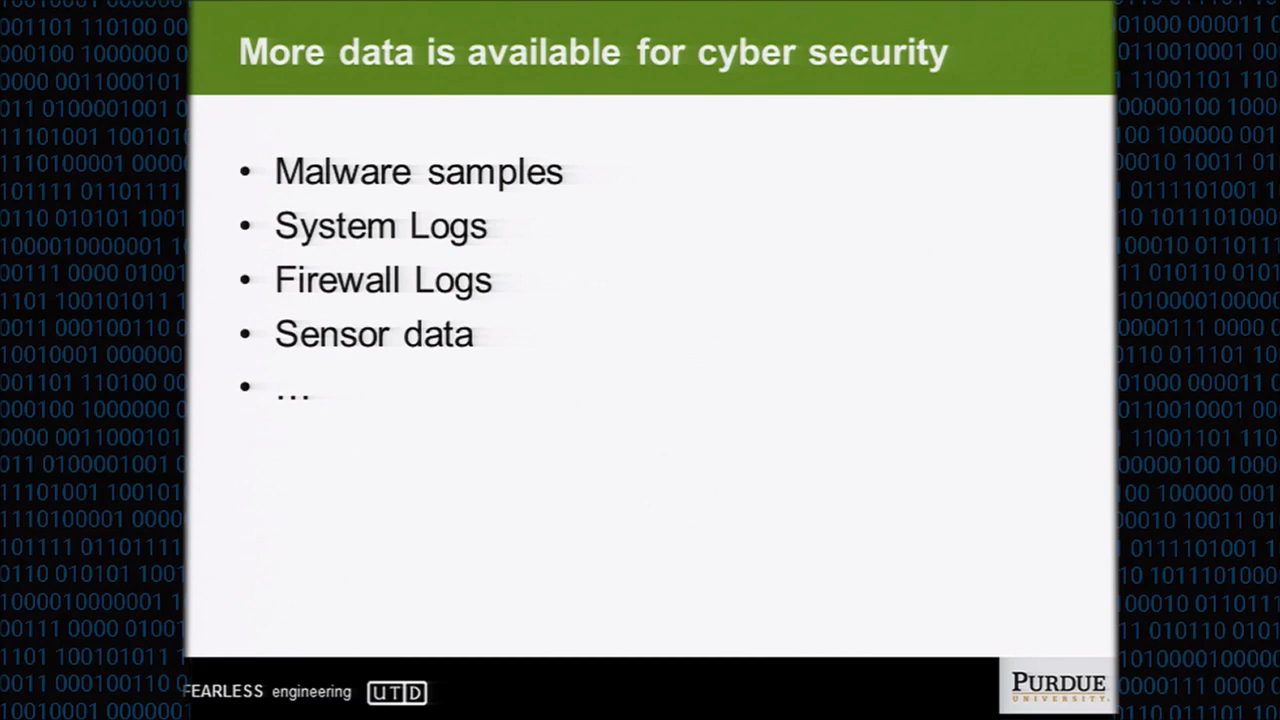 More data is available for cyber security
• Malware samples
• System Logs
• Firewall Logs
• Sensor data
• …
FEARLESS engineering UTD
PURDUE
UNIVERSITY